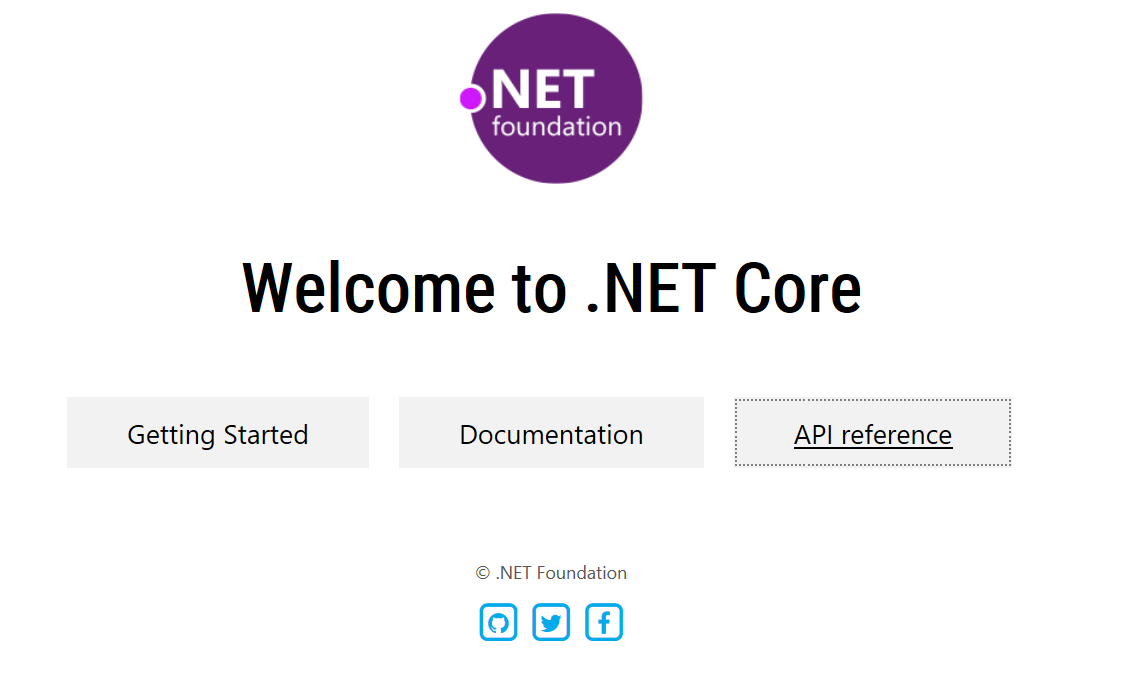 .NET
foundation
Welcome to .NET Core
Getting Started
Documentation
API reference
© .NET Foundation